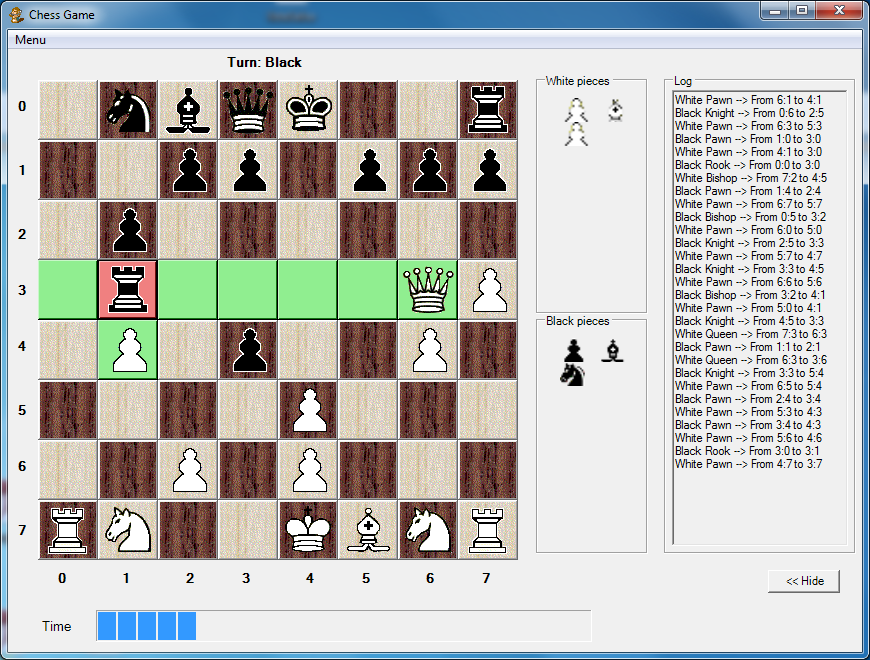 Chess Game
Menu
Turn: Black
White pieces
Log
0
1
2
3
4
5
6
7
0 1 2 3 4 5 6 7
White Pawn --> From 6:1 to 4:1
Black Knight --> From 0:6 to 2:5
White Pawn --> From 6:3 to 5:3
Black Pawn --> From 1:0 to 3:0
White Pawn --> From 4:1 to 3:0
Black Rook --> From 0:0 to 3:0
White Bishop --> From 7:2 to 4:5
Black Pawn --> From 1:4 to 2:4
White Pawn --> From 6:7 to 5:7
Black Bishop --> From 0:5 to 3:2
White Pawn --> From 6:0 to 5:0
Black Knight --> From 2:5 to 3:3
White Pawn --> From 5:7 to 4:7
Black Knight --> From 3:3 to 4:5
White Pawn --> From 6:6 to 5:6
Black Bishop --> From 3:2 to 4:1
White Pawn --> From 5:0 to 4:1
Black Knight --> From 4:5 to 3:3
White Queen --> From 7:3 to 6:3
Black Pawn --> From 1:1 to 2:1
White Queen --> From 6:3 to 3:6
Black Knight --> From 3:3 to 5:4
White Pawn --> From 6:5 to 5:4
Black Pawn --> From 2:4 to 3:4
White Pawn --> From 5:3 to 4:3
Black Pawn --> From 3:4 to 4:3
White Pawn --> From 5:6 to 4:6
Black Rook --> From 3:0 to 3:1
White Pawn --> From 4:7 to 3:7
Black pieces
<< Hide
Time